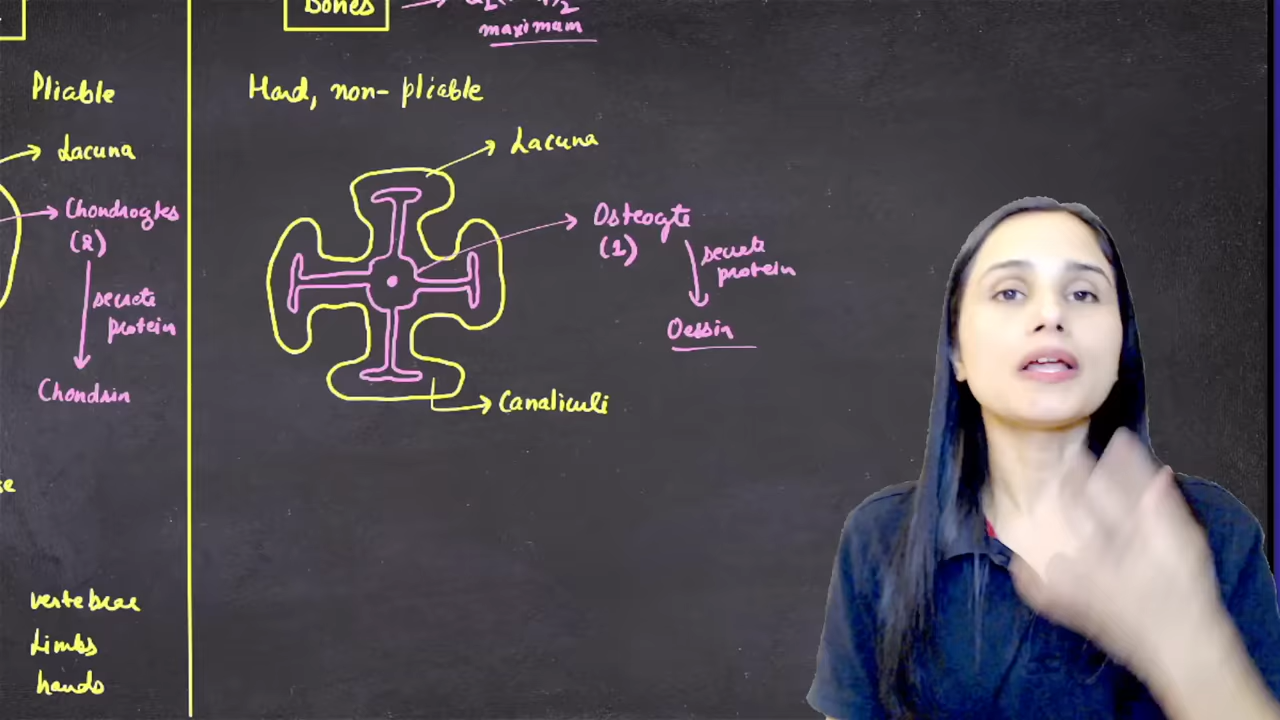 Bones
maximum
Pliable
Hard, non-pliable
Lacuna
Lacuna
Chondrocytes
(2)
Osteocyte
(1)
secrete
protein
secrete
protein
Ossein
Chondrin
Canaliculi
vertebrae
Limbs
hands